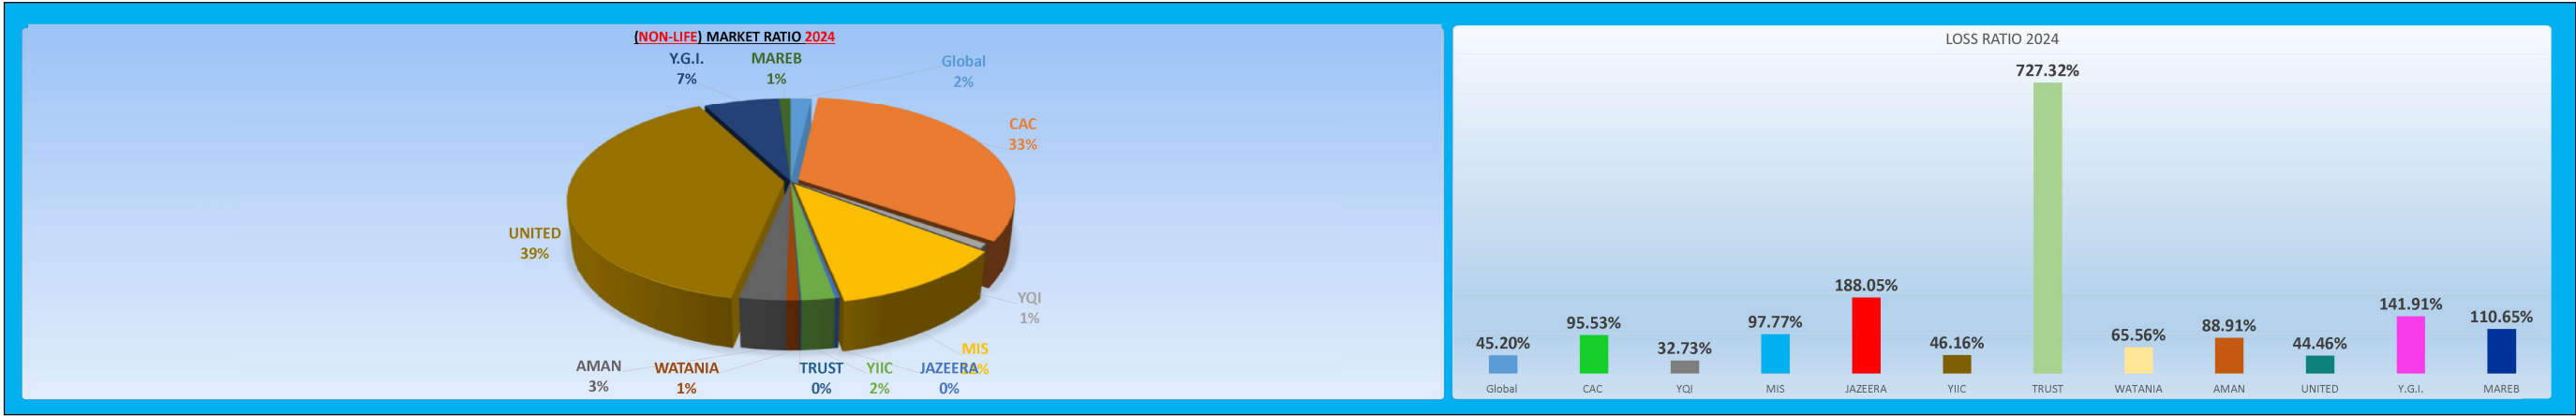 (NON-LIFE) MARKET RATIO 2024
Y.G.I.
7%
MAREB
1%
Global
2%
CAC
33%
UNITED
39%
YQI
1%
MIS
AMAN
3%
WATANIA
1%
TRUST
0%
YIIC
2%
JAZEERA
0%
LOSS RATIO 2024
45.20%
95.53%
32.73%
97.77%
188.05%
46.16%
727.32%
65.56%
88.91%
44.46%
141.91%
110.65%
Global
CAC
YQI
MIS
JAZEERA
YIIC
TRUST
WATANIA
AMAN
UNITED
Y.G.I.
MAREB